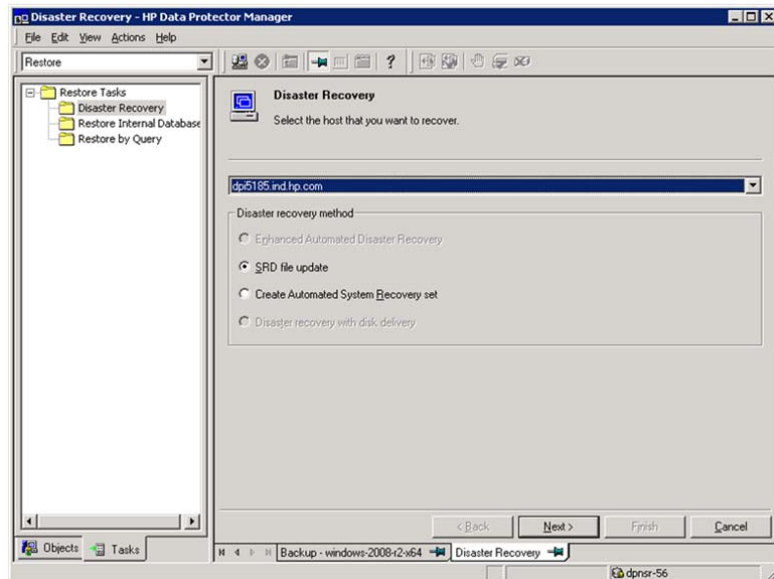 Disaster Recovery - HP Data Protector Manager
File Edit View Actions Help
Restore
Restore Tasks
Disaster Recovery
Restore Internal Database
Restore by Query
Disaster Recovery
Select the host that you want to recover.
dpi5185.ind.hp.com
Disaster recovery method
Enhanced Automated Disaster Recovery
SRD file update
Create Automated System Recovery set
Disaster recovery with disk delivery
< Back Next > Finish Cancel
Objects Tasks
Backup - windows-2008-r2-x64 Disaster Recovery
dpnsr-56